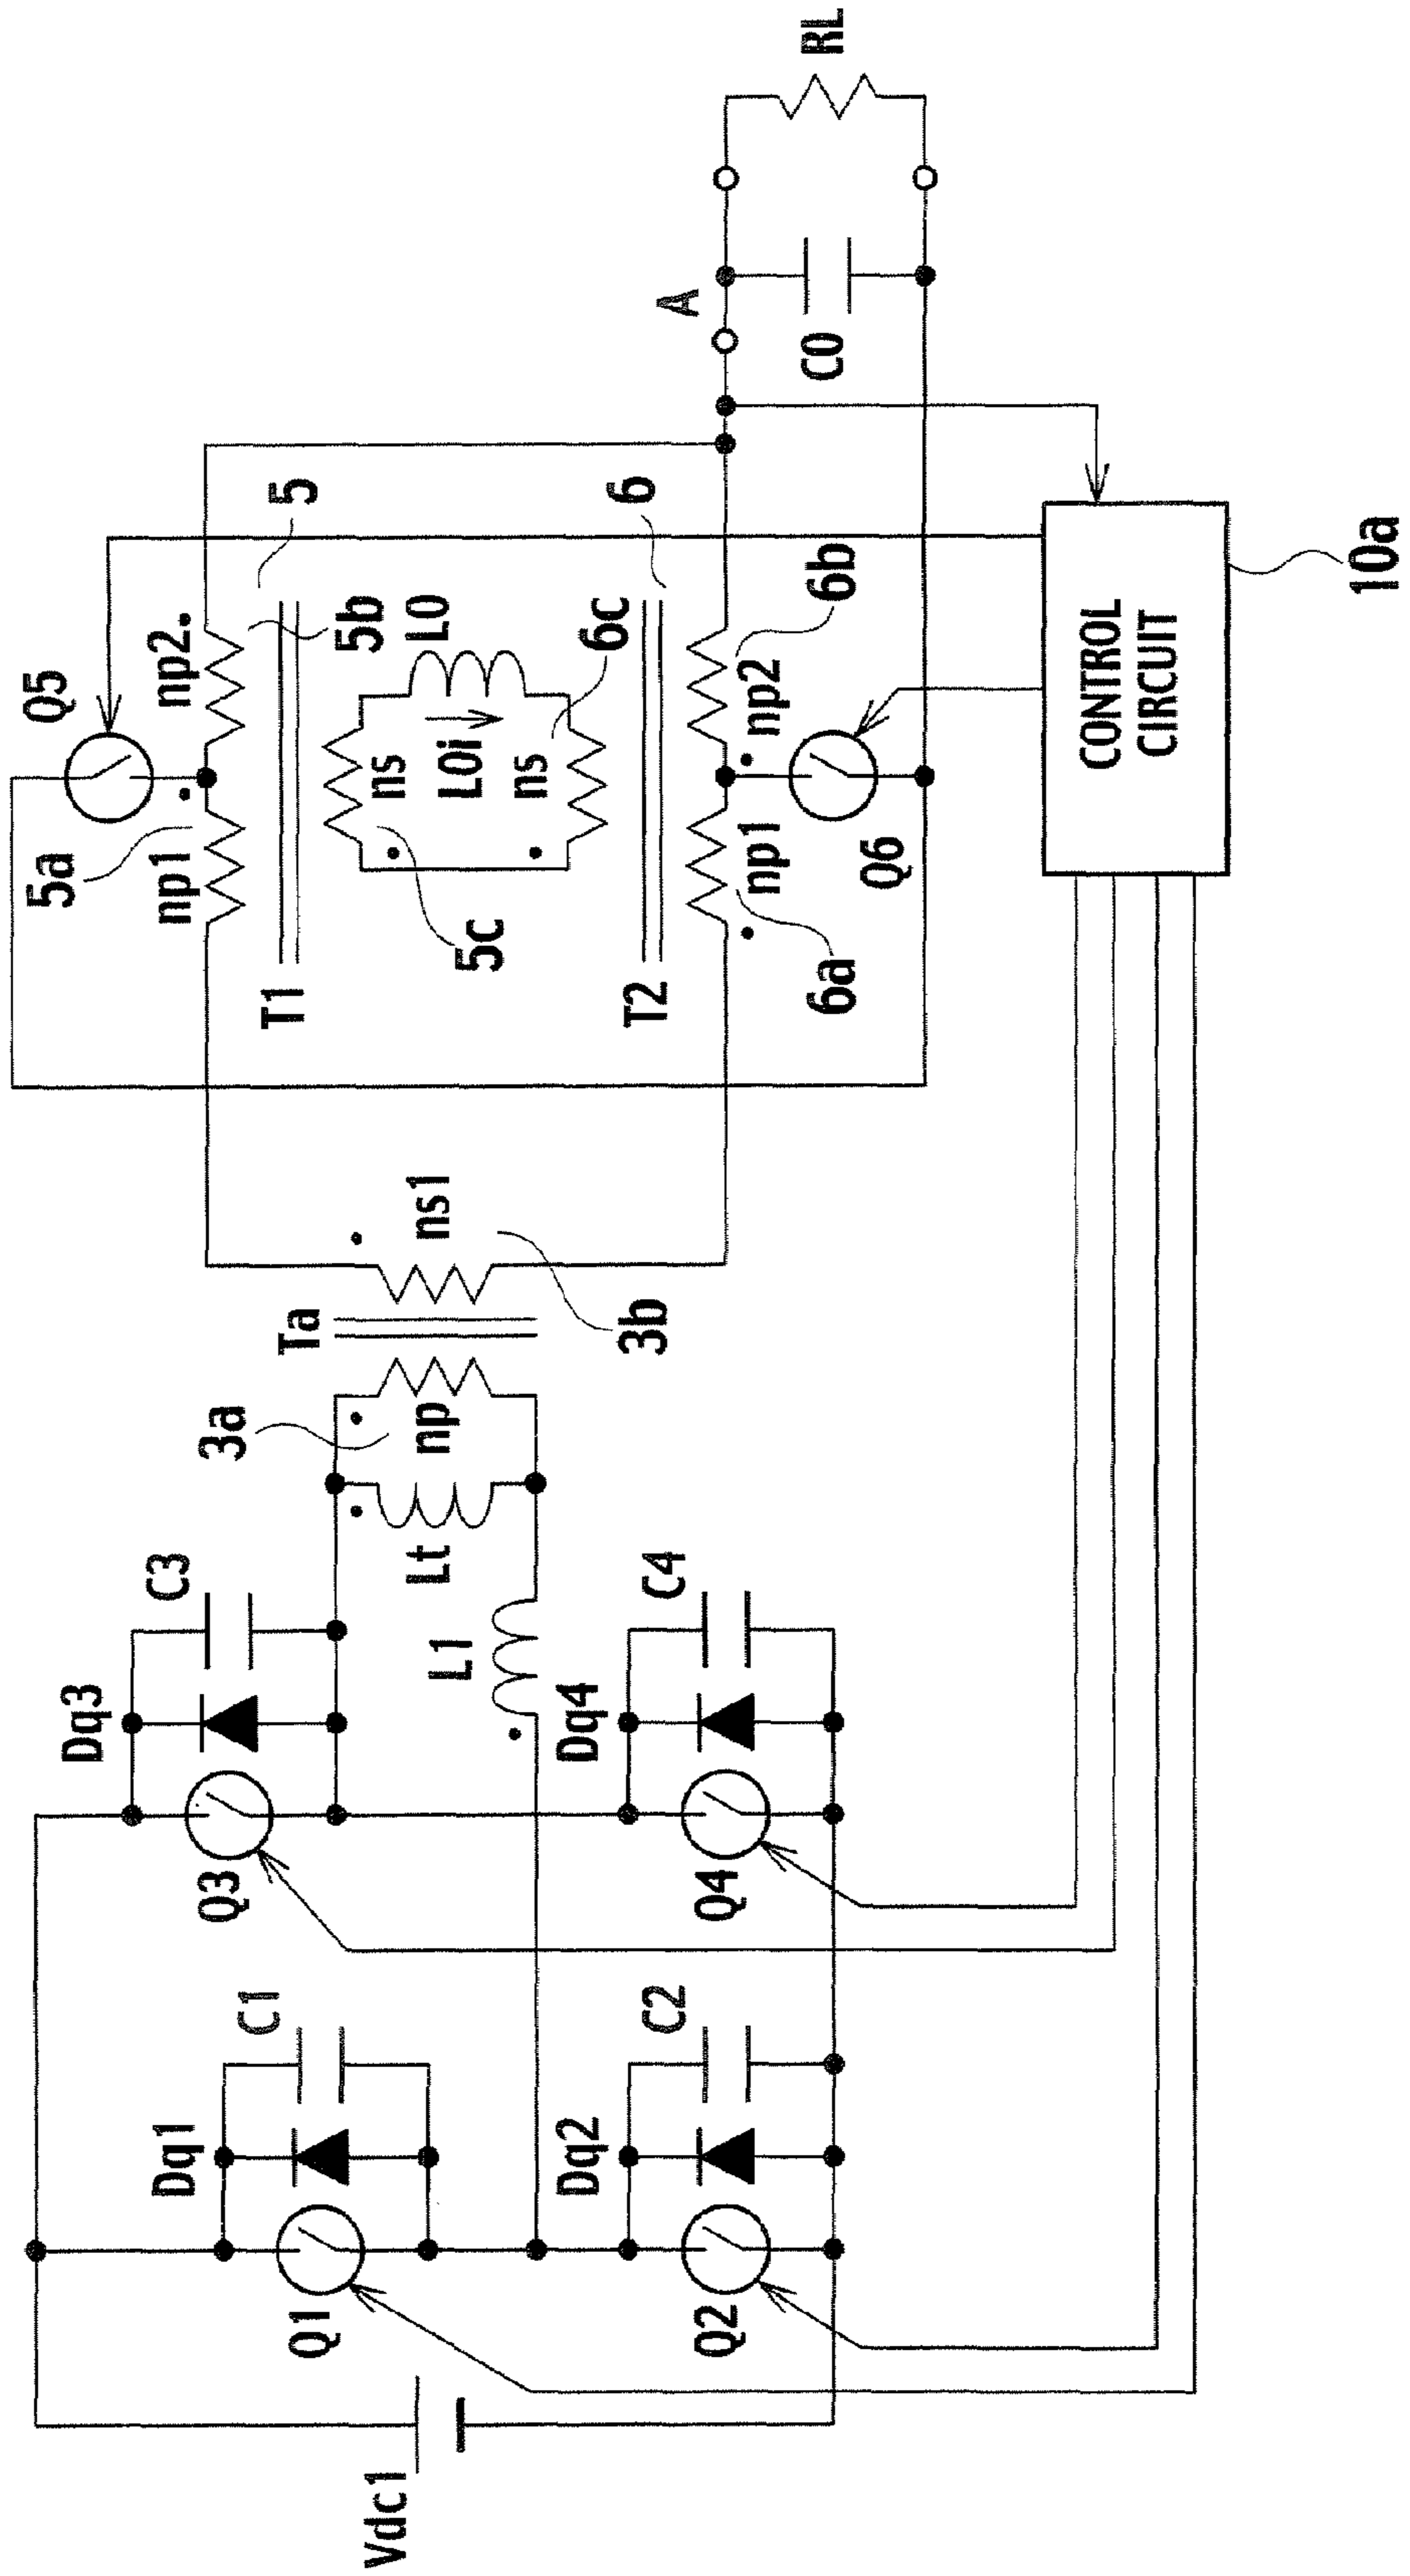 Vdc1
Q1
Dq1
C1
Q2
Dq2
C2
Q3
Dq3
C3
Q4
Dq4
C4
L1
Lt
3a
np
Ta
ns1
3b
5a
np1
Q5
np2
5b
5
T1
5c
ns
L0
L0i
ns
6c
T2
6
6a
np1
np2
6b
Q6
A
C0
RL
CONTROL
CIRCUIT
10a